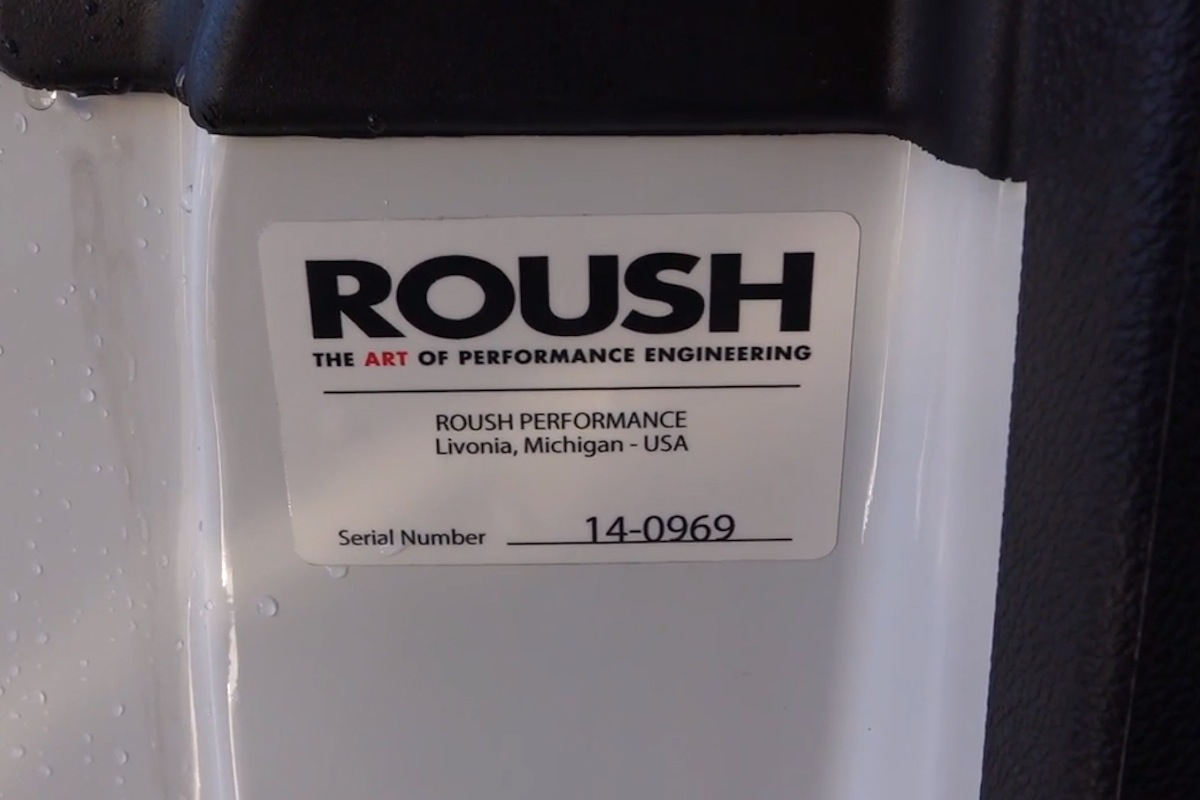 ROUSH
THE ART OF PERFORMANCE ENGINEERING
ROUSH PERFORMANCE
Livonia, Michigan - USA
Serial Number 14-0969